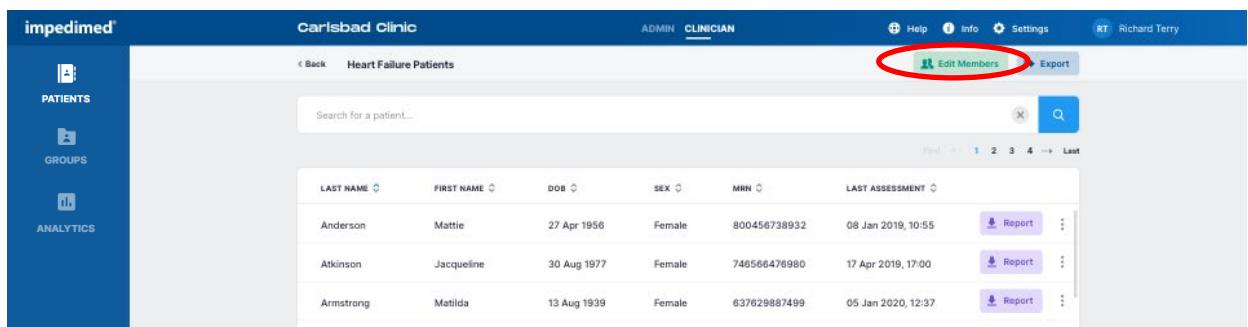 impedimed®
Carlsbad Clinic
ADMIN CLINICIAN
Help Info Settings
RT Richard Terry
PATIENTS
GROUPS
ANALYTICS
< Back Heart Failure Patients
Edit Members Export
Search for a patient...
First ← 1 2 3 4 → Last
LAST NAME FIRST NAME DOB SEX MRN LAST ASSESSMENT
Anderson Mattie 27 Apr 1956 Female 800456738932 08 Jan 2019, 10:55 Report
Atkinson Jacqueline 30 Aug 1977 Female 746566476980 17 Apr 2019, 17:00 Report
Armstrong Matilda 13 Aug 1939 Female 637629887499 05 Jan 2020, 12:37 Report